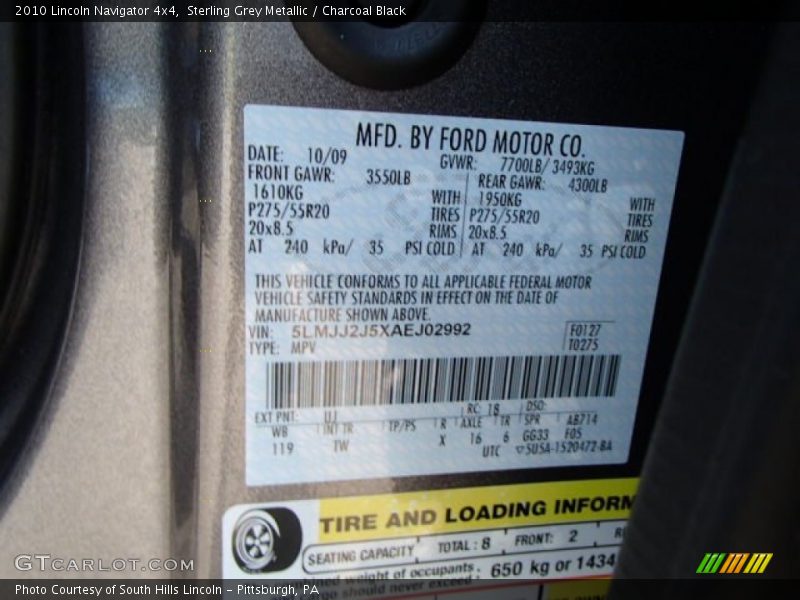 2010 Lincoln Navigator 4x4, Sterling Grey Metallic / Charcoal Black
MFD. BY FORD MOTOR CO.
DATE: 10/09 GVWR: 7700LB/ 3493KG
FRONT GAWR: 3550LB REAR GAWR: 4300LB
1610KG WITH 1950KG WITH
P275/55R20 TIRES P275/55R20 TIRES
20x8.5 RIMS 20x8.5 RIMS
AT 240 kPa/ 35 PSI COLD AT 240 kPa/ 35 PSI COLD
THIS VEHICLE CONFORMS TO ALL APPLICABLE FEDERAL MOTOR
VEHICLE SAFETY STANDARDS IN EFFECT ON THE DATE OF
MANUFACTURE SHOWN ABOVE.
VIN: 5LMJJ2J5XAEJ02992 F0127
TYPE: MPV T0275
EXT PNT: UJ RC: 18 DSO:
WB INT TR TP/PS R AXLE TR SPR AB714
119 TW X 16 6 GG33 F05
UTC 5U5A-1520472-BA
TIRE AND LOADING INFORM
SEATING CAPACITY TOTAL: 8 FRONT: 2 R
weight of occupants 650 kg or 1434
should never exceed
GTCARLOT.COM
Photo Courtesy of South Hills Lincoln - Pittsburgh, PA